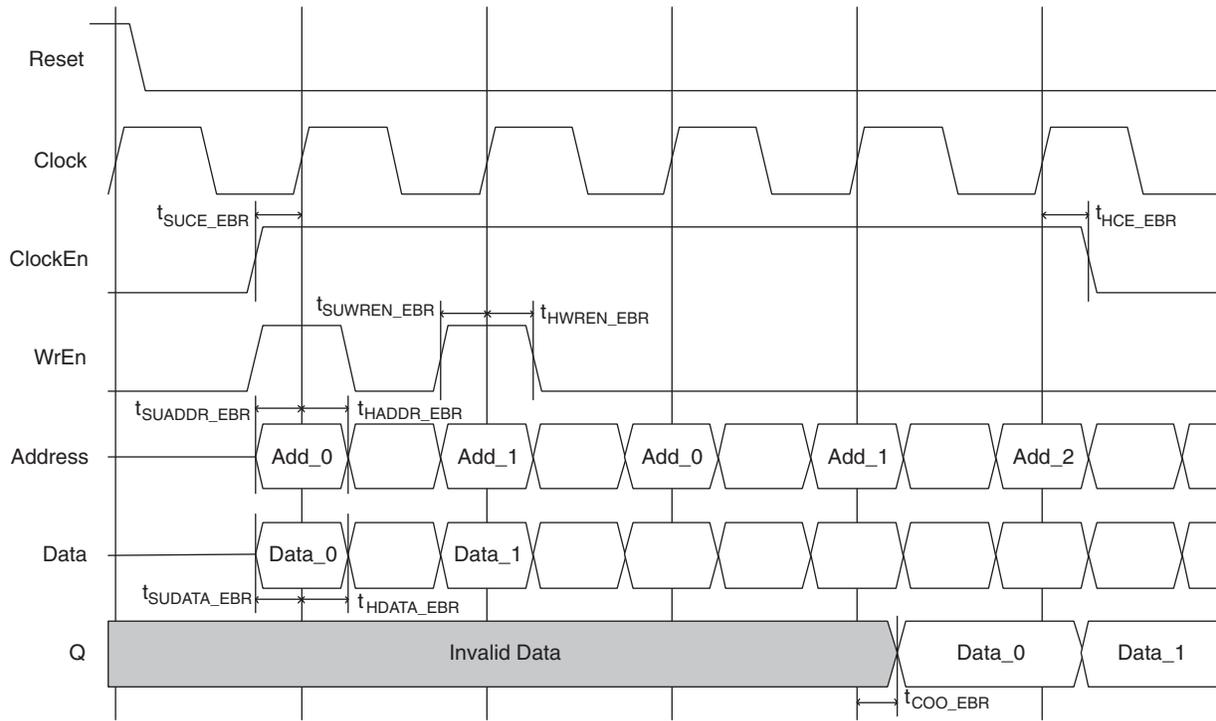 Reset
Clock
tSUCE_EBR
tHCE_EBR
ClockEn
tSUWREN_EBR
tHWREN_EBR
WrEn
tSUADDR_EBR
tHADDR_EBR
Address
Add_0
Add_1
Add_0
Add_1
Add_2
Data
Data_0
Data_1
tSUDATA_EBR
tHDATA_EBR
Q
Invalid Data
Data_0
Data_1
tCOO_EBR